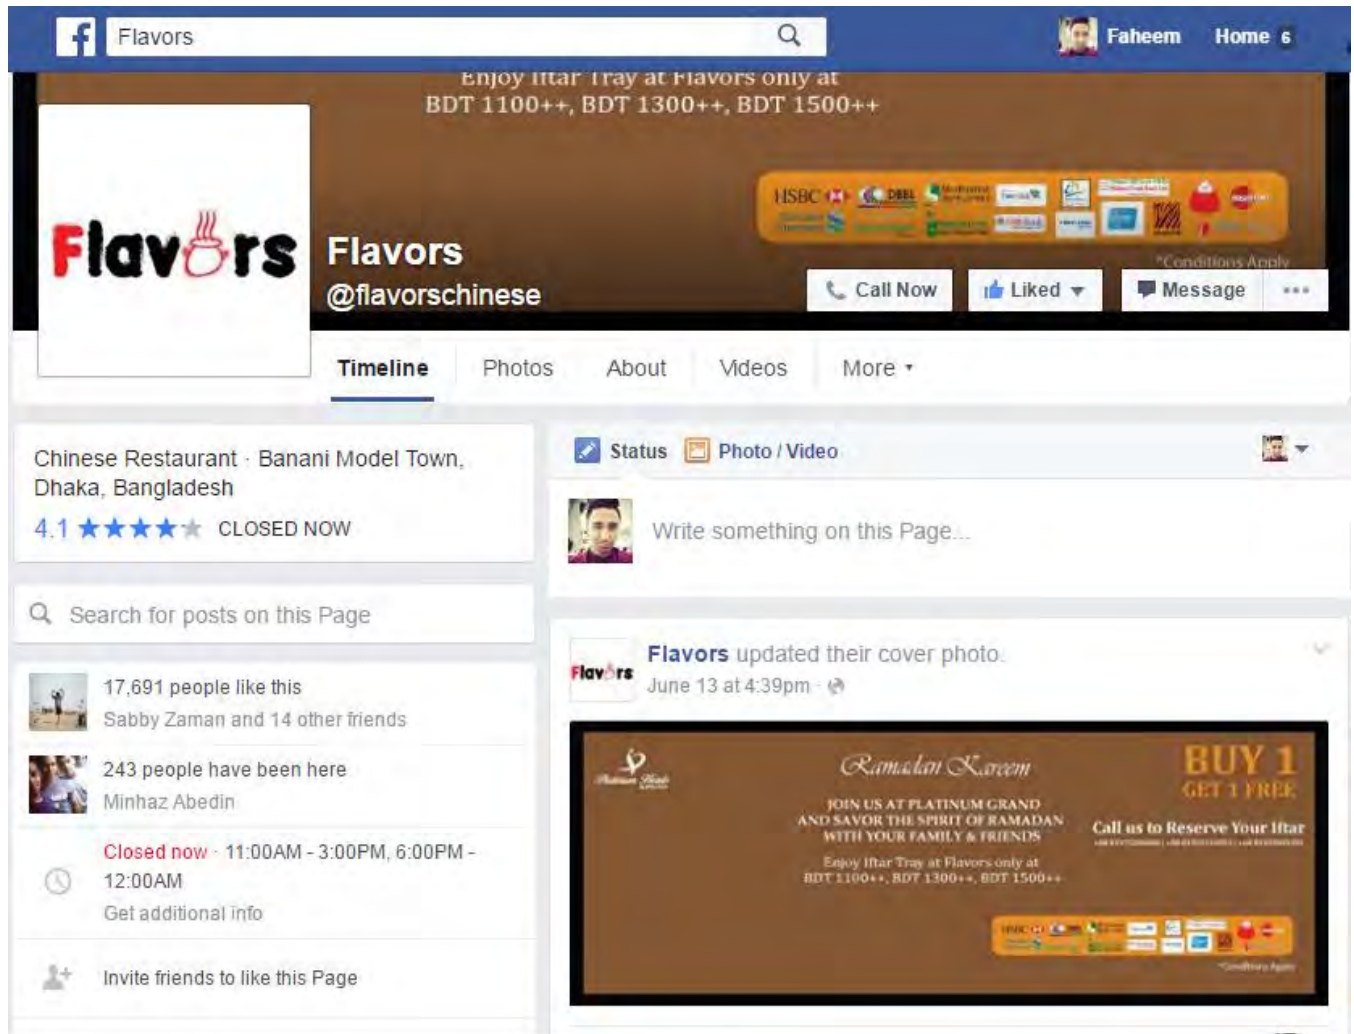 Flavors
Faheem Home 6
Enjoy Iftar Tray at Flavors only at
BDT 1100++, BDT 1300++, BDT 1500++
HSBC DBBL
*Conditions Apply
Flavors
Flavors
@flavorschinese
Call Now Liked Message
Timeline Photos About Videos More
Chinese Restaurant · Banani Model Town,
Dhaka, Bangladesh
4.1 CLOSED NOW
Search for posts on this Page
17,691 people like this
Sabby Zaman and 14 other friends
243 people have been here
Minhaz Abedin
Closed now · 11:00AM - 3:00PM, 6:00PM -
12:00AM
Get additional info
Invite friends to like this Page
Status Photo / Video
Write something on this Page...
Flavors
Flavors updated their cover photo.
June 13 at 4:39pm ·
Ramadan Kareem
JOIN US AT PLATINUM GRAND
AND SAVOR THE SPIRIT OF RAMADAN
WITH YOUR FAMILY & FRIENDS
Enjoy Iftar Tray at Flavors only at
BDT 1100++, BDT 1300++, BDT 1500++
BUY 1
GET 1 FREE
Call us to Reserve Your Iftar
*Conditions Apply